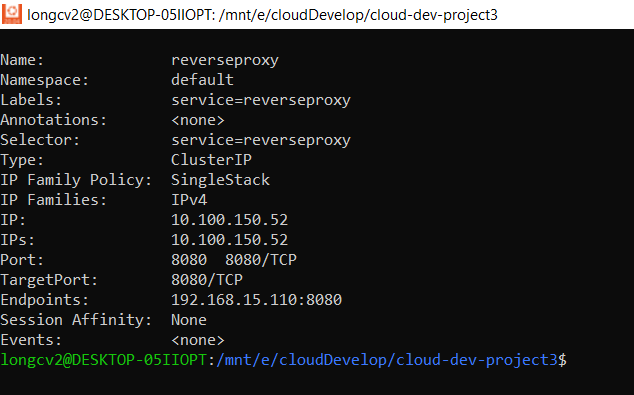 longcv2@DESKTOP-05IIOPT: /mnt/e/cloudDevelop/cloud-dev-project3
Name: reverseproxy
Namespace: default
Labels: service=reverseproxy
Annotations: <none>
Selector: service=reverseproxy
Type: ClusterIP
IP Family Policy: SingleStack
IP Families: IPv4
IP: 10.100.150.52
IPs: 10.100.150.52
Port: 8080 8080/TCP
TargetPort: 8080/TCP
Endpoints: 192.168.15.110:8080
Session Affinity: None
Events: <none>
longcv2@DESKTOP-05IIOPT:/mnt/e/cloudDevelop/cloud-dev-project3$